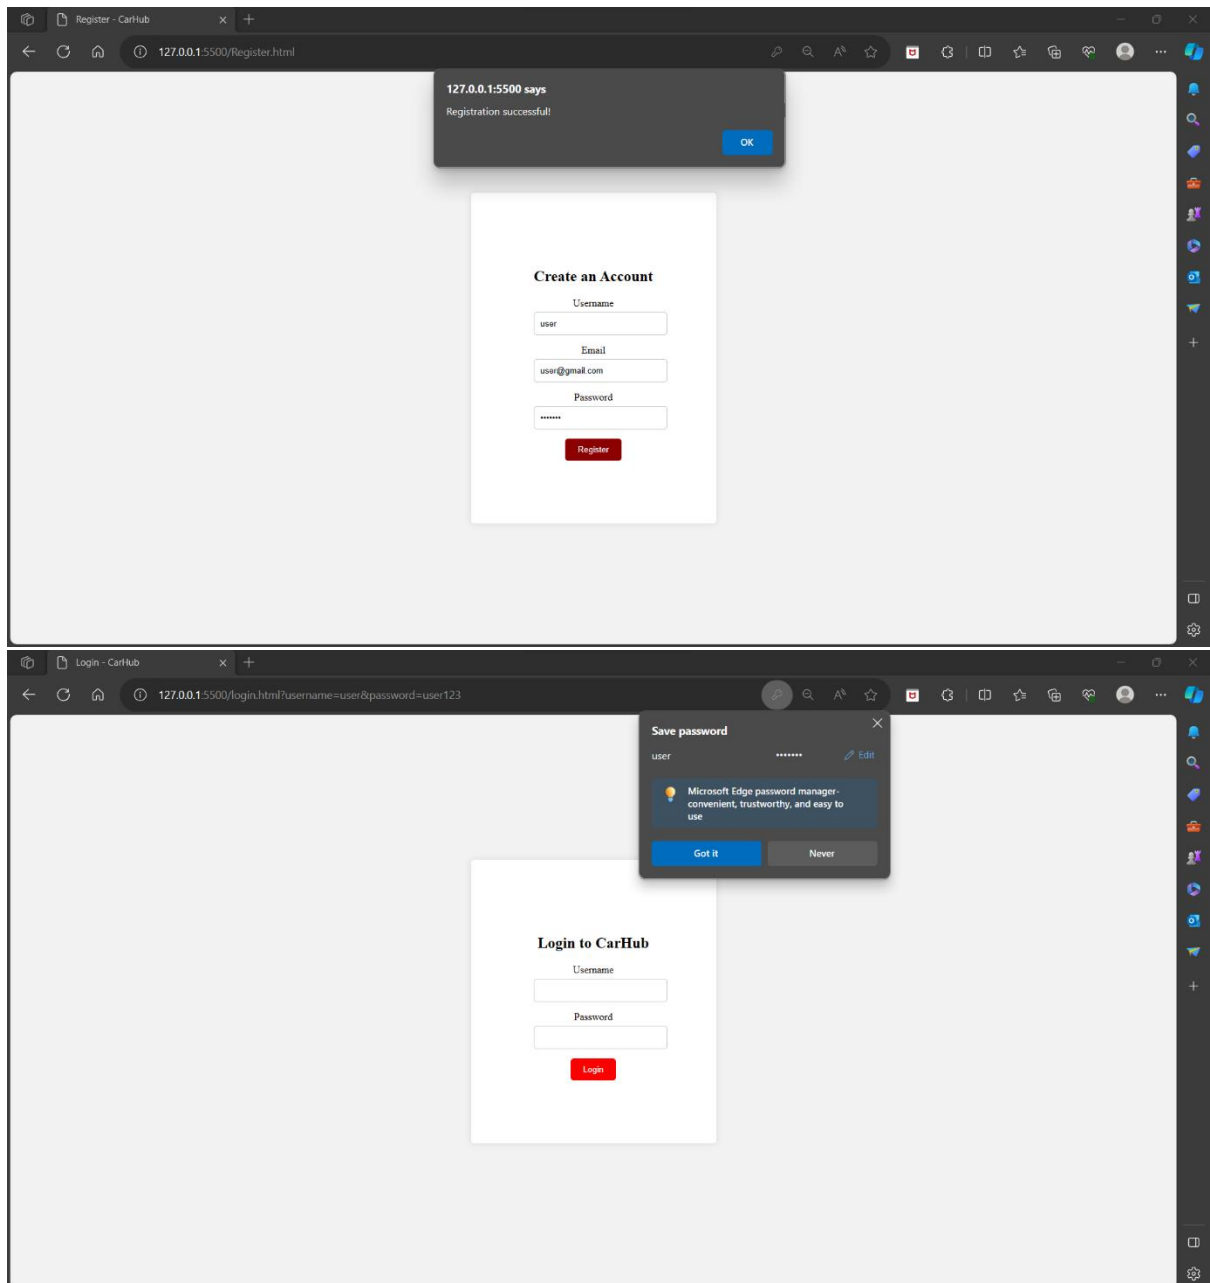 Register - CarHub
127.0.0.1:5500/Register.html
127.0.0.1:5500 says
Registration successful!
OK
Create an Account
Username
user
Email
user@gmail.com
Password
•••••••
Register
Login - CarHub
127.0.0.1:5500/login.html?username=user&password=user123
Save password
user ••••••• Edit
Microsoft Edge password manager-
convenient, trustworthy, and easy to
use
Got it Never
Login to CarHub
Username
Password
Login